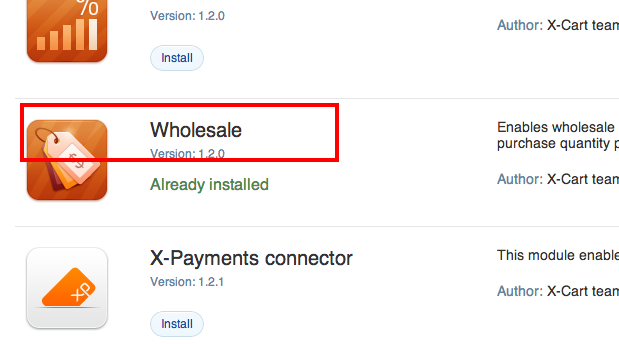 %
Version: 1.2.0
Author: X-Cart team
Install
Wholesale
Version: 1.2.0
Already installed
Enables wholesale
purchase quantity p
Author: X-Cart team
$
X-Payments connector
Version: 1.2.1
Install
This module enable
Author: X-Cart team
XP